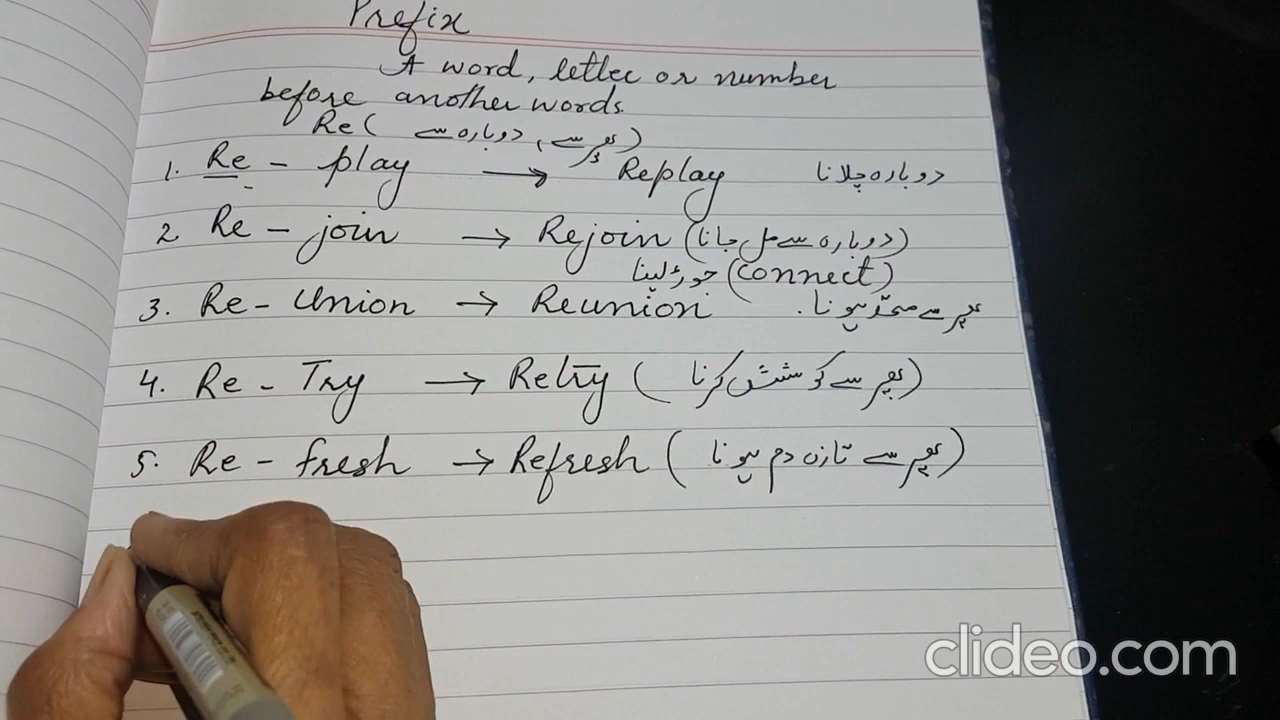 Prefix
A word, letter or number
before another words.
Re ( پھر سے, دوبارہ سے )
1. Re - play → Replay دوبارہ چلانا
2. Re - join → Rejoin (دوبارہ سے مل جانا)
جوڑ لینا (connect)
3. Re - Union → Reunion پھر سے متحد ہونا.
4. Re - Try → Retry ( پھر سے کوشش کرنا )
5. Re - fresh → Refresh ( پھر سے تازہ دم ہونا )
clideo.com